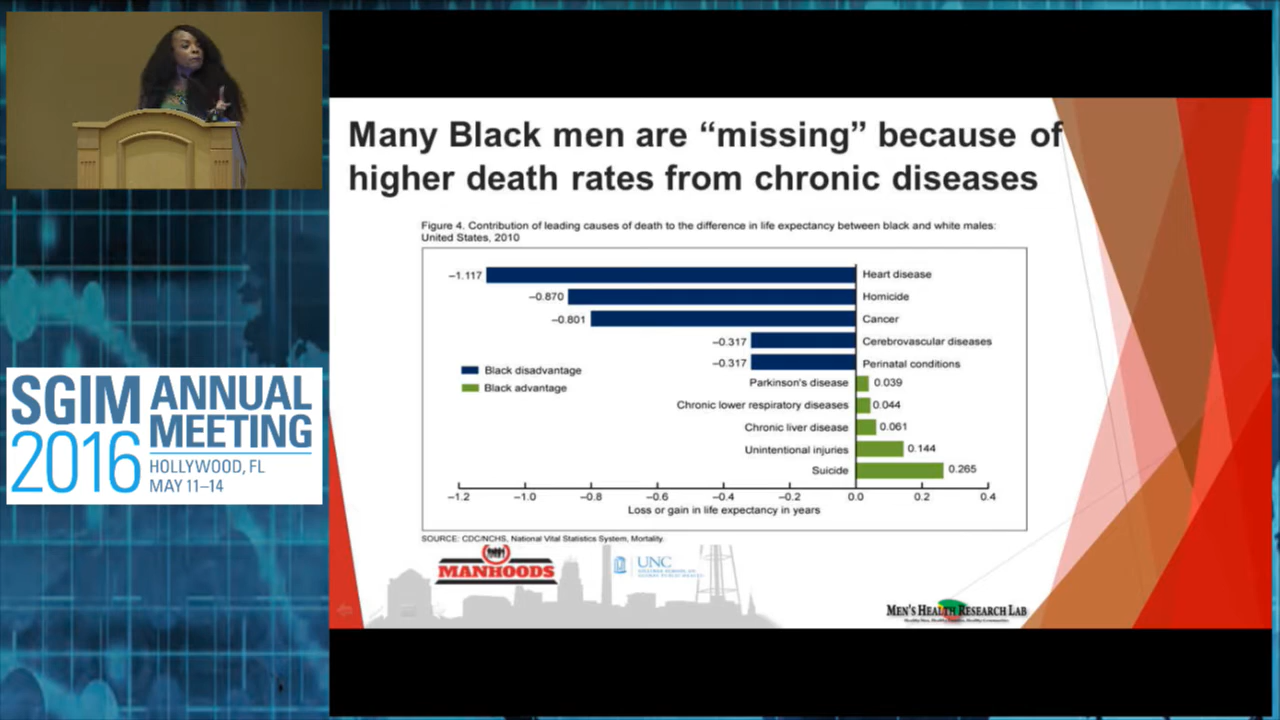 Many Black men are “missing” because of
higher death rates from chronic diseases
Figure 4. Contribution of leading causes of death to the difference in life expectancy between black and white males:
United States, 2010
−1.117 Heart disease
−0.870 Homicide
−0.801 Cancer
−0.317 Cerebrovascular diseases
−0.317 Perinatal conditions
Black disadvantage
Black advantage
Parkinson's disease 0.039
Chronic lower respiratory diseases 0.044
Chronic liver disease 0.061
Unintentional injuries 0.144
Suicide 0.265
−1.2 −1.0 −0.8 −0.6 −0.4 −0.2 0.0 0.2 0.4
Loss or gain in life expectancy in years
SOURCE: CDC/NCHS, National Vital Statistics System, Mortality.
MANHOODS
UNC
MEN'S HEALTH RESEARCH LAB
SGIM ANNUAL
2016 MEETING
HOLLYWOOD, FL
MAY 11–14